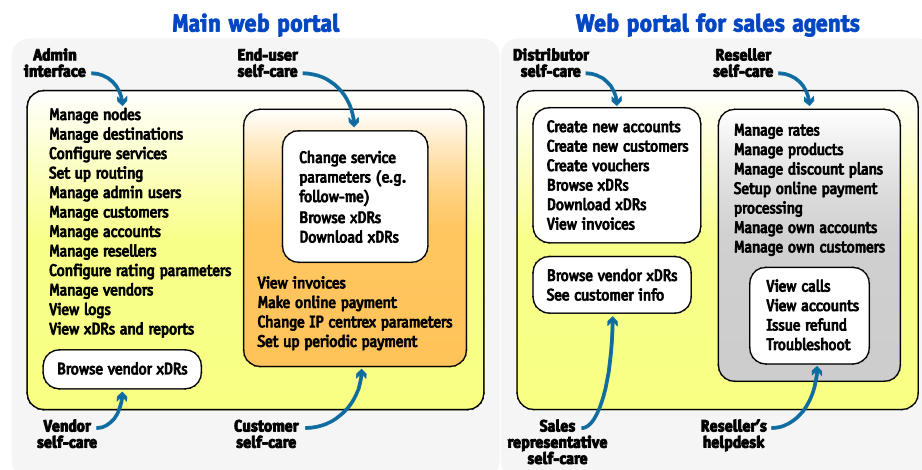 Main web portal
Admin
interface
End-user
self-care
Manage nodes
Manage destinations
Configure services
Set up routing
Manage admin users
Manage customers
Manage accounts
Manage resellers
Configure rating parameters
Manage vendors
View logs
View xDRs and reports
Browse vendor xDRs
Change service
parameters (e.g.
follow-me)
Browse xDRs
Download xDRs
View invoices
Make online payment
Change IP centrex parameters
Set up periodic payment
Vendor
self-care
Customer
self-care
Web portal for sales agents
Distributor
self-care
Reseller
self-care
Create new accounts
Create new customers
Create vouchers
Browse xDRs
Download xDRs
View invoices
Browse vendor xDRs
See customer info
Manage rates
Manage products
Manage discount plans
Setup online payment
processing
Manage own accounts
Manage own customers
View calls
View accounts
Issue refund
Troubleshoot
Sales
representative
self-care
Reseller's
helpdesk